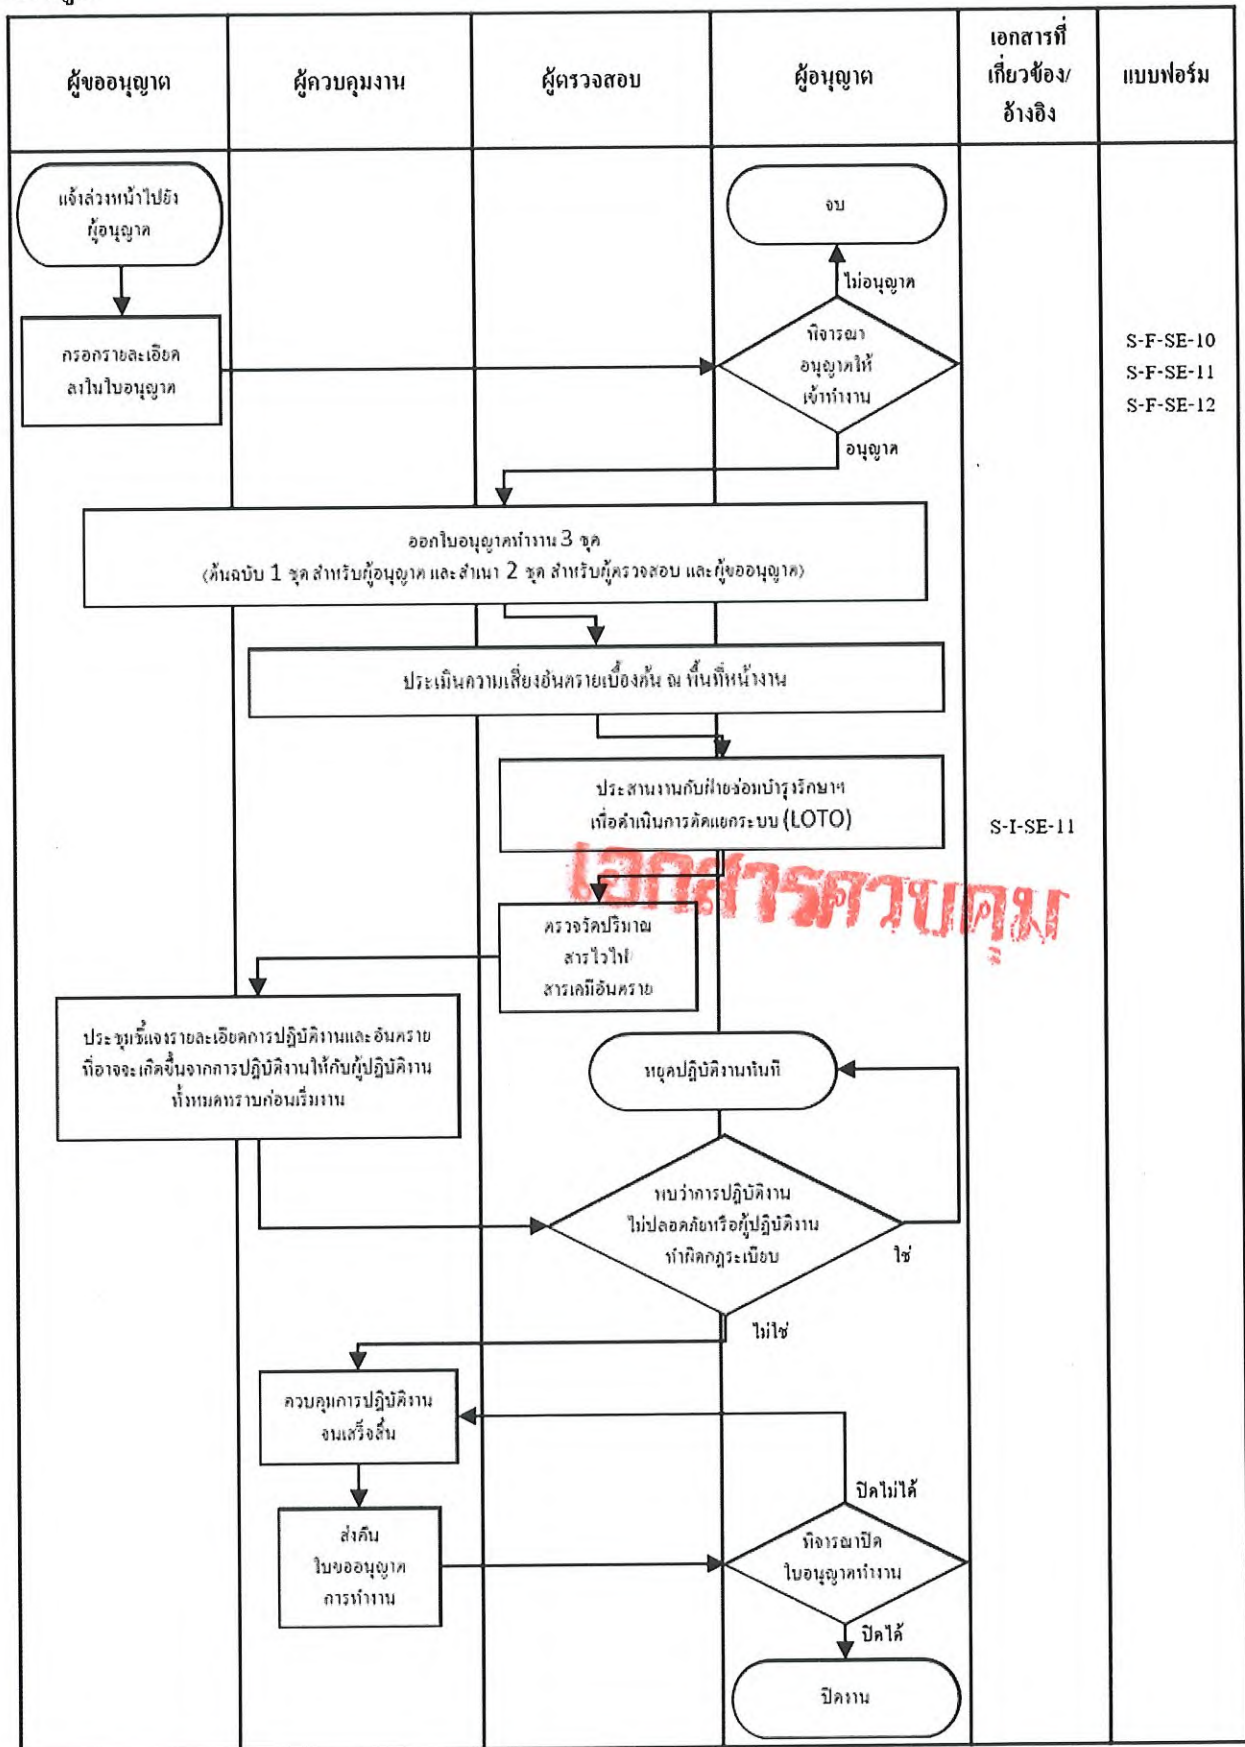 ผู้ขออนุญาต
ผู้ควบคุมงาน
ผู้ตรวจสอบ
ผู้อนุญาต
เอกสารที่
เกี่ยวข้อง/
อ้างอิง
แบบฟอร์ม
แจ้งล่วงหน้าไปยัง
ผู้อนุญาต
จบ
ไม่อนุญาต
กรอกรายละเอียด
ลงในใบอนุญาต
พิจารณา
อนุญาตให้
เข้าทำงาน
S-F-SE-10
S-F-SE-11
S-F-SE-12
อนุญาต
ออกใบอนุญาตทำงาน 3 ชุด
(ต้นฉบับ 1 ชุด สำหรับผู้อนุญาต และสำเนา 2 ชุด สำหรับผู้ตรวจสอบ และผู้ขออนุญาต)
ประเมินความเสี่ยงอันตรายเบื้องต้น ณ พื้นที่หน้างาน
ประสานงานกับฝ่ายซ่อมบำรุงรักษาฯ
เพื่อดำเนินการตัดแยกระบบ (LOTO)
S-I-SE-11
เอกสารควบคุม
ตรวจวัดปริมาณ
สารไวไฟ
สารเคมีอันตราย
ประชุมชี้แจงรายละเอียดการปฏิบัติงานและอันตราย
ที่อาจจะเกิดขึ้นจากการปฏิบัติงานให้กับผู้ปฏิบัติงาน
ทั้งหมดทราบก่อนเริ่มงาน
หยุดปฏิบัติงานทันที
พบว่าการปฏิบัติงาน
ไม่ปลอดภัยหรือผู้ปฏิบัติงาน
ทำผิดกฎระเบียบ
ใช่
ไม่ใช่
ควบคุมการปฏิบัติงาน
จนเสร็จสิ้น
ปิดไม่ได้
ส่งคืน
ใบขออนุญาต
การทำงาน
พิจารณาปิด
ใบอนุญาตทำงาน
ปิดได้
ปิดงาน